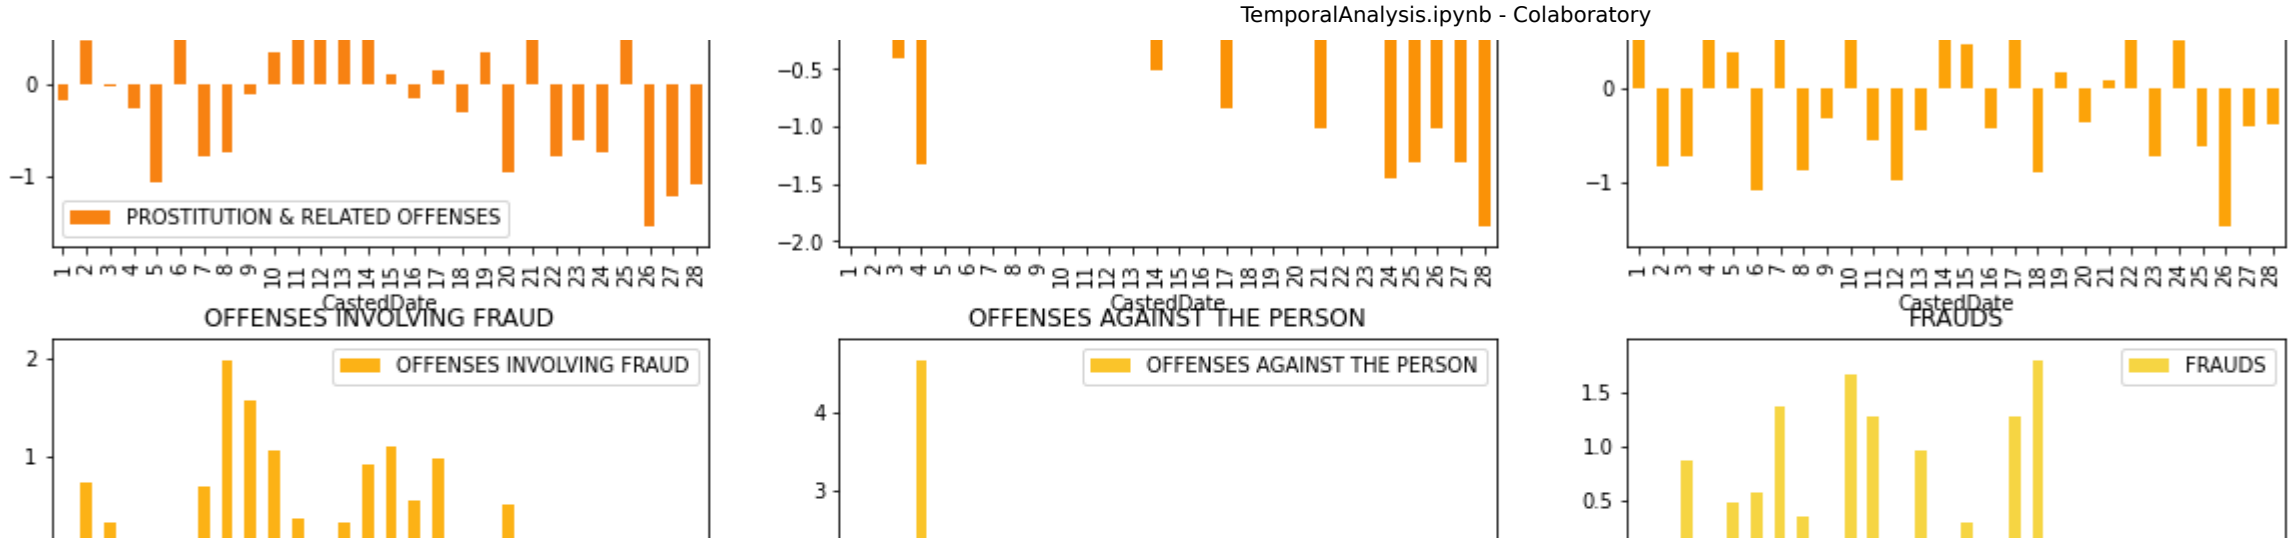 TemporalAnalysis.ipynb - Colaboratory
0
−1
PROSTITUTION & RELATED OFFENSES
1 2 3 4 5 6 7 8 9 10 11 12 13 14 15 16 17 18 19 20 21 22 23 24 25 26 27 28
CastedDate
−0.5
−1.0
−1.5
−2.0
1 2 3 4 5 6 7 8 9 10 11 12 13 14 15 16 17 18 19 20 21 22 23 24 25 26 27 28
CastedDate
0
−1
1 2 3 4 5 6 7 8 9 10 11 12 13 14 15 16 17 18 19 20 21 22 23 24 25 26 27 28
CastedDate
OFFENSES INVOLVING FRAUD
2
1
OFFENSES INVOLVING FRAUD
OFFENSES AGAINST THE PERSON
4
3
OFFENSES AGAINST THE PERSON
FRAUDS
1.5
1.0
0.5
FRAUDS